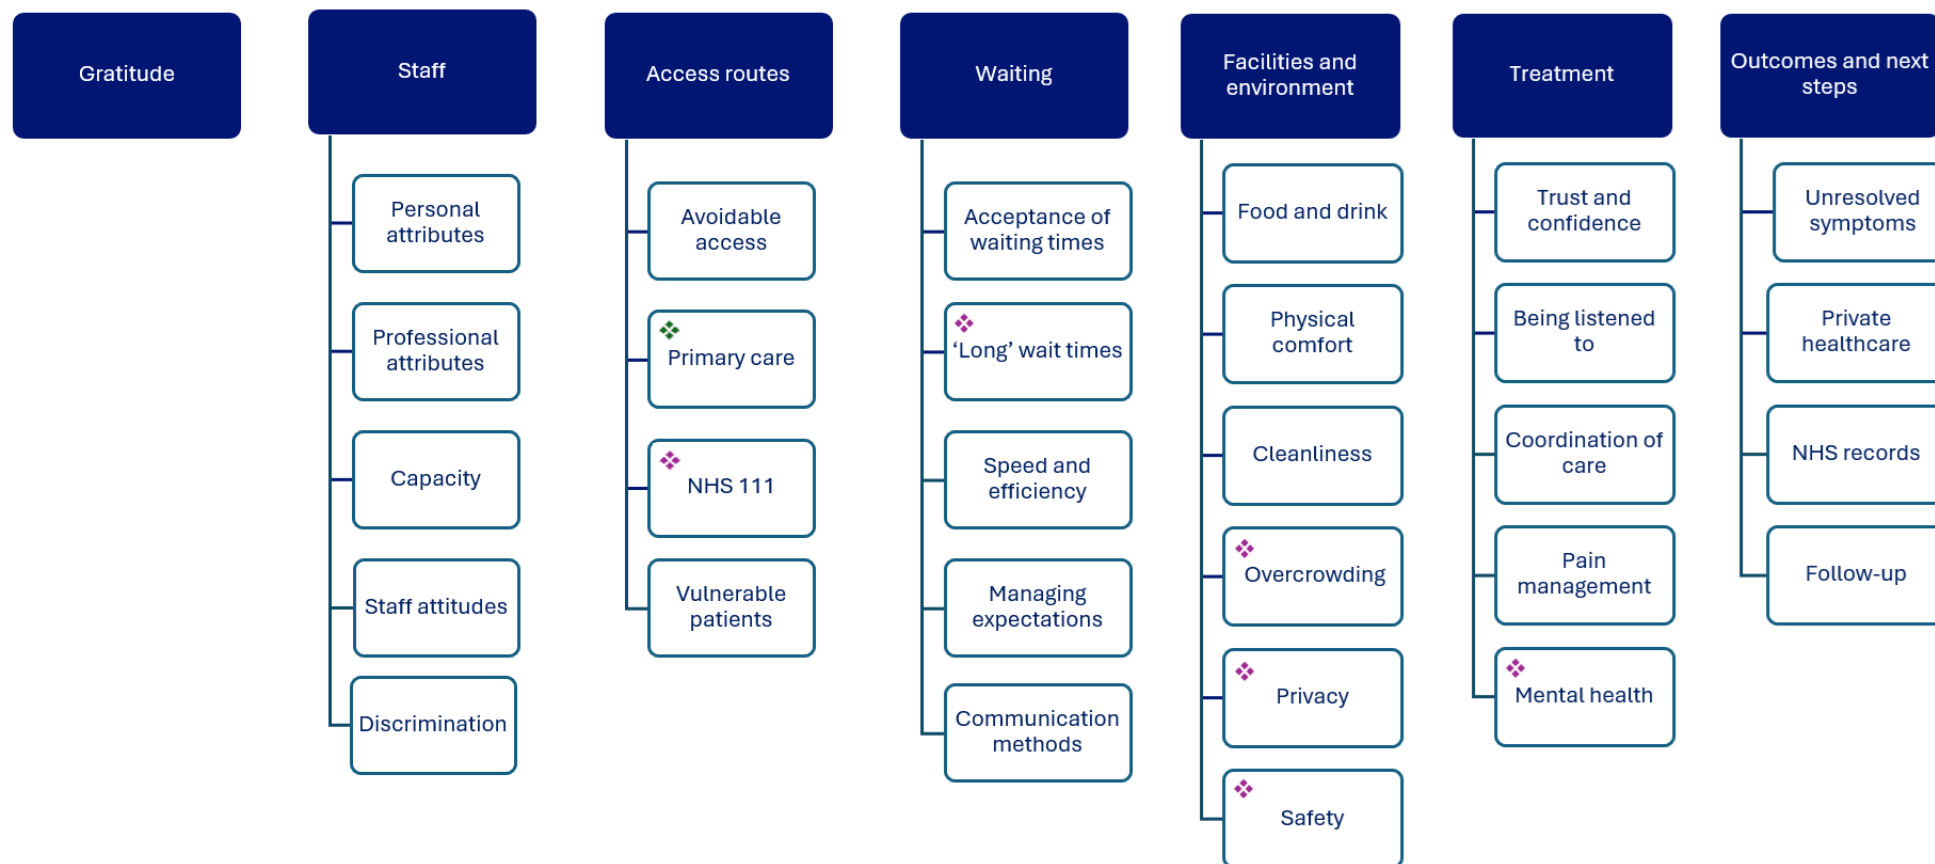 Gratitude
Staff
Personal
attributes
Professional
attributes
Capacity
Staff attitudes
Discrimination
Access routes
Avoidable
access
Primary care
NHS 111
Vulnerable
patients
Waiting
Acceptance of
waiting times
‘Long’ wait times
Speed and
efficiency
Managing
expectations
Communication
methods
Facilities and
environment
Food and drink
Physical
comfort
Cleanliness
Overcrowding
Privacy
Safety
Treatment
Trust and
confidence
Being listened
to
Coordination of
care
Pain
management
Mental health
Outcomes and next
steps
Unresolved
symptoms
Private
healthcare
NHS records
Follow-up